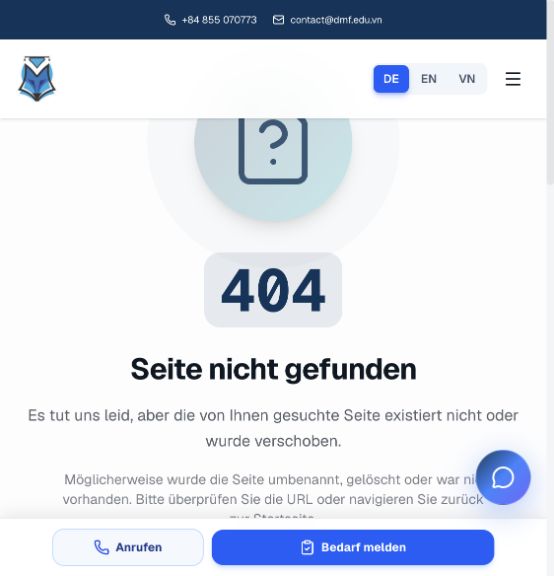 +84 855 070773 contact@dmf.edu.vn
DE EN VN
?
404
Seite nicht gefunden
Es tut uns leid, aber die von Ihnen gesuchte Seite existiert nicht oder
wurde verschoben.
Möglicherweise wurde die Seite umbenannt, gelöscht oder war
vorhanden. Bitte überprüfen Sie die URL oder navigieren Sie zurück
zur Startseite
Anrufen Bedarf melden